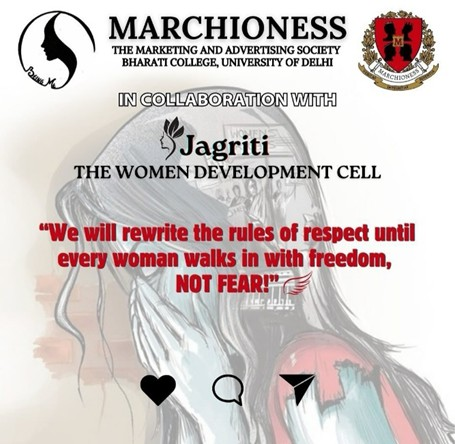 MARCHIONESS
THE MARKETING AND ADVERTISING SOCIETY
BHARATI COLLEGE, UNIVERSITY OF DELHI
MARCHIONESS
IN COLLABORATION WITH
Jagriti
THE WOMEN DEVELOPMENT CELL
“We will rewrite the rules of respect until
every woman walks in with freedom,
NOT FEAR!”